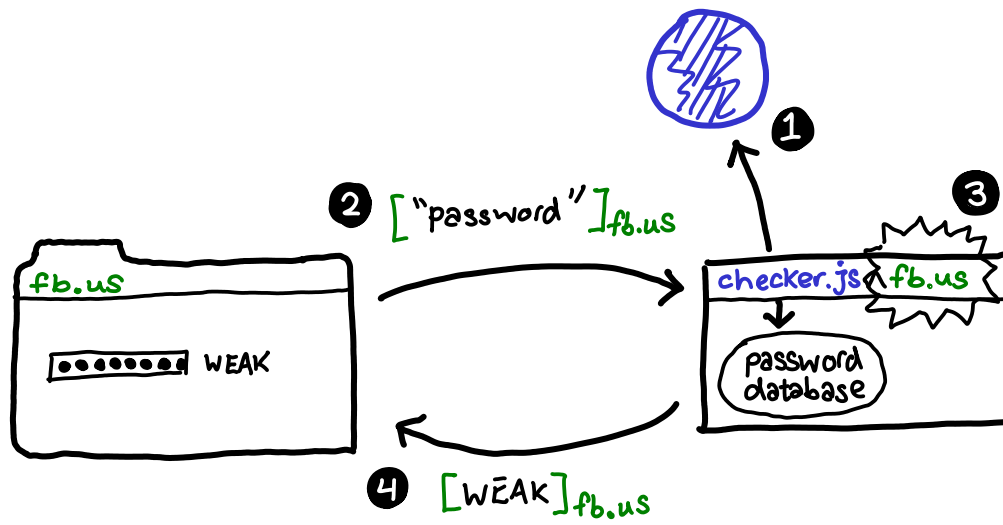 1
2 ["password"]fb.us
3
fb.us
checker.js fb.us
WEAK
password
database
4 [WEAK]fb.us